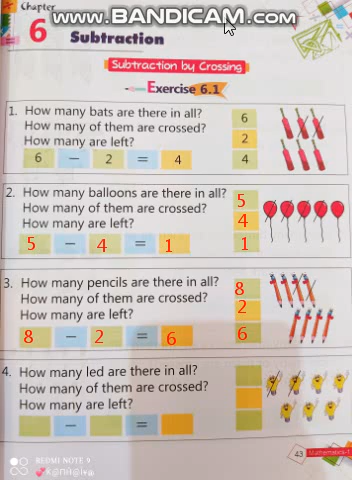 Chapter
WWW.BANDICAM.COM
6 Subtraction
Subtraction by Crossing
Exercise 6.1
1. How many bats are there in all? 6
How many of them are crossed? 2
How many are left? 4
6 − 2 = 4
2. How many balloons are there in all? 5
How many of them are crossed? 4
How many are left? 1
5 − 4 = 1
3. How many pencils are there in all? 8
How many of them are crossed? 2
How many are left? 6
8 − 2 = 6
4. How many led are there in all?
How many of them are crossed?
How many are left?
− =
43 Mathematics-1
REDMI NOTE 9